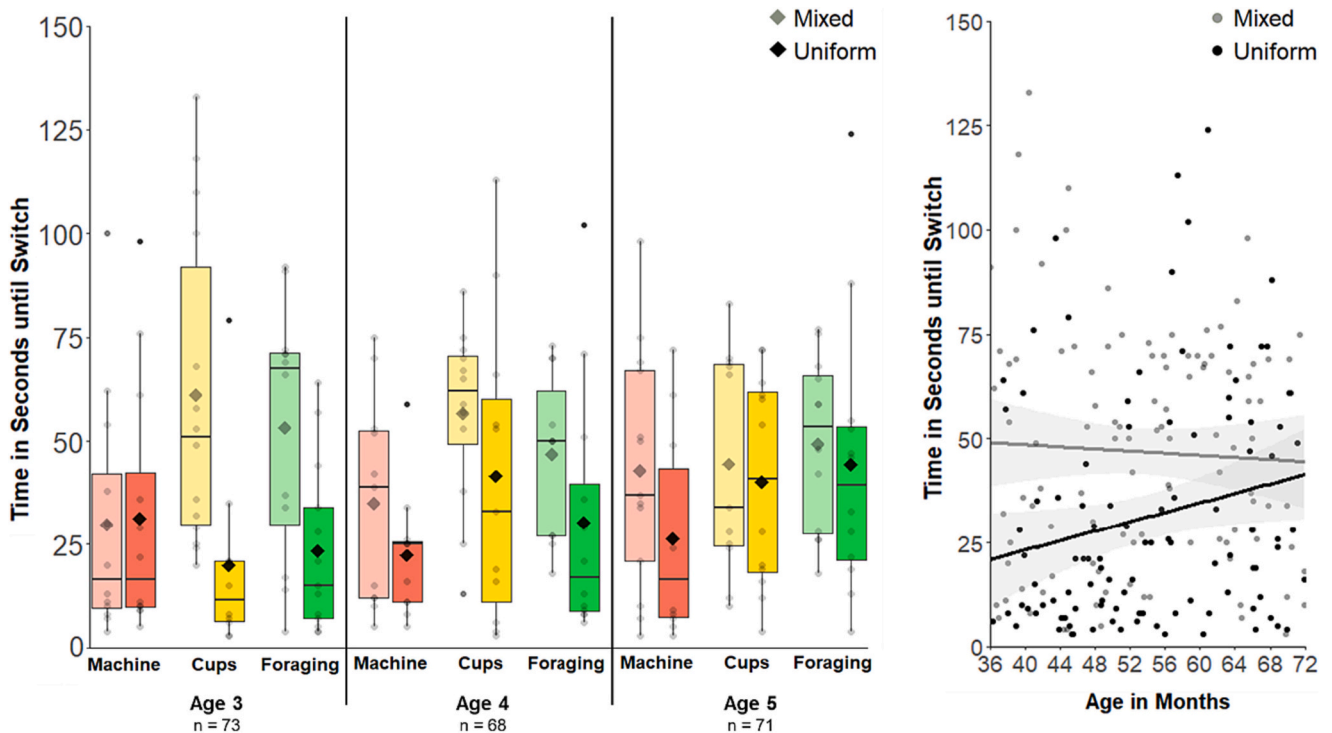 Time in Seconds until Switch
150
125
100
75
50
25
0
Mixed
Uniform
Machine Cups Foraging Machine Cups Foraging Machine Cups Foraging
Age 3 Age 4 Age 5
n = 73 n = 68 n = 71
Time in Seconds until Switch
150
125
100
75
50
25
0
Mixed
Uniform
36 40 44 48 52 56 60 64 68 72
Age in Months